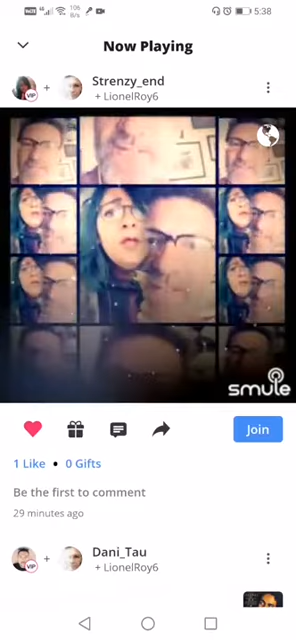 106
B/s
5:38
Now Playing
Strenzy_end
VIP
+ LionelRoy6
smule
Join
1 Like • 0 Gifts
Be the first to comment
29 minutes ago
Dani_Tau
VIP
+ LionelRoy6